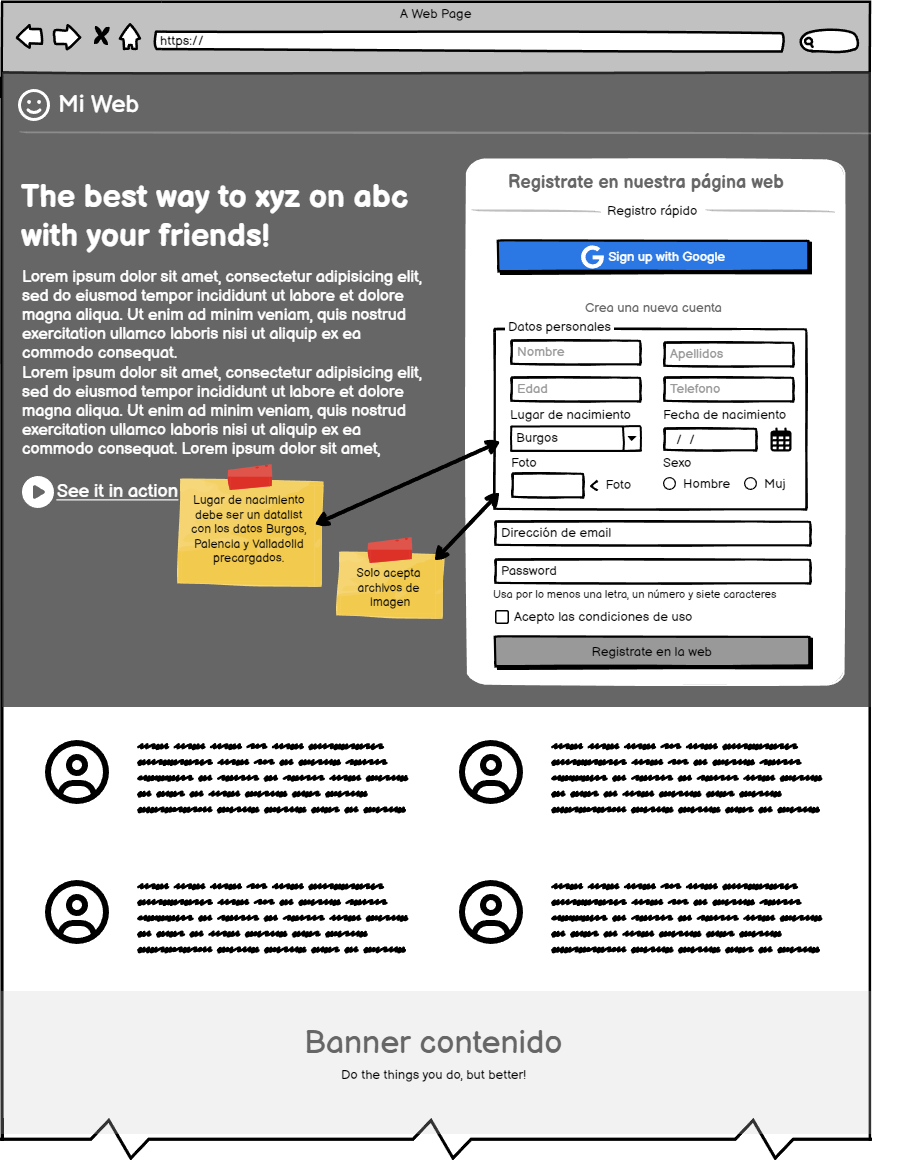 A Web Page
https://
Mi Web
The best way to xyz on abc
with your friends!
Lorem ipsum dolor sit amet, consectetur adipisicing elit,
sed do eiusmod tempor incididunt ut labore et dolore
magna aliqua. Ut enim ad minim veniam, quis nostrud
exercitation ullamco laboris nisi ut aliquip ex ea
commodo consequat.
Lorem ipsum dolor sit amet, consectetur adipisicing elit,
sed do eiusmod tempor incididunt ut labore et dolore
magna aliqua. Ut enim ad minim veniam, quis nostrud
exercitation ullamco laboris nisi ut aliquip ex ea
commodo consequat. Lorem ipsum dolor sit amet,
See it in action
Lugar de nacimiento
debe ser un datalist
con los datos Burgos,
Palencia y Valladolid
precargados.
Solo acepta
archivos de
imagen
Registrate en nuestra página web
Registro rápido
G Sign up with Google
Crea una nueva cuenta
Datos personales
Nombre Apellidos
Edad Telefono
Lugar de nacimiento Fecha de nacimiento
Burgos / /
Foto Sexo
< Foto Hombre Muj
Dirección de email
Password
Usa por lo menos una letra, un número y siete caracteres
Acepto las condiciones de uso
Registrate en la web
Banner contenido
Do the things you do, but better!